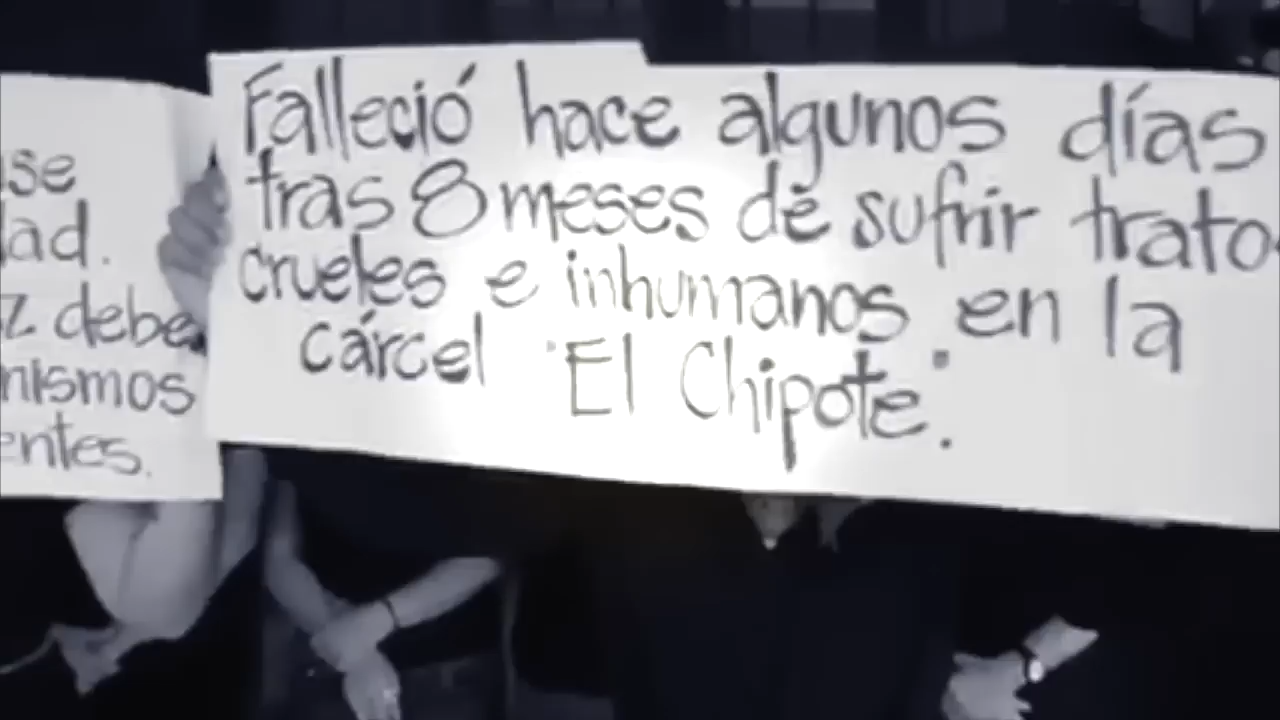 se
dad.
z debe
nismos
entes.
Falleció hace algunos días
tras 8 meses de sufrir trato
crueles e inhumanos en la
cárcel "El Chipote".